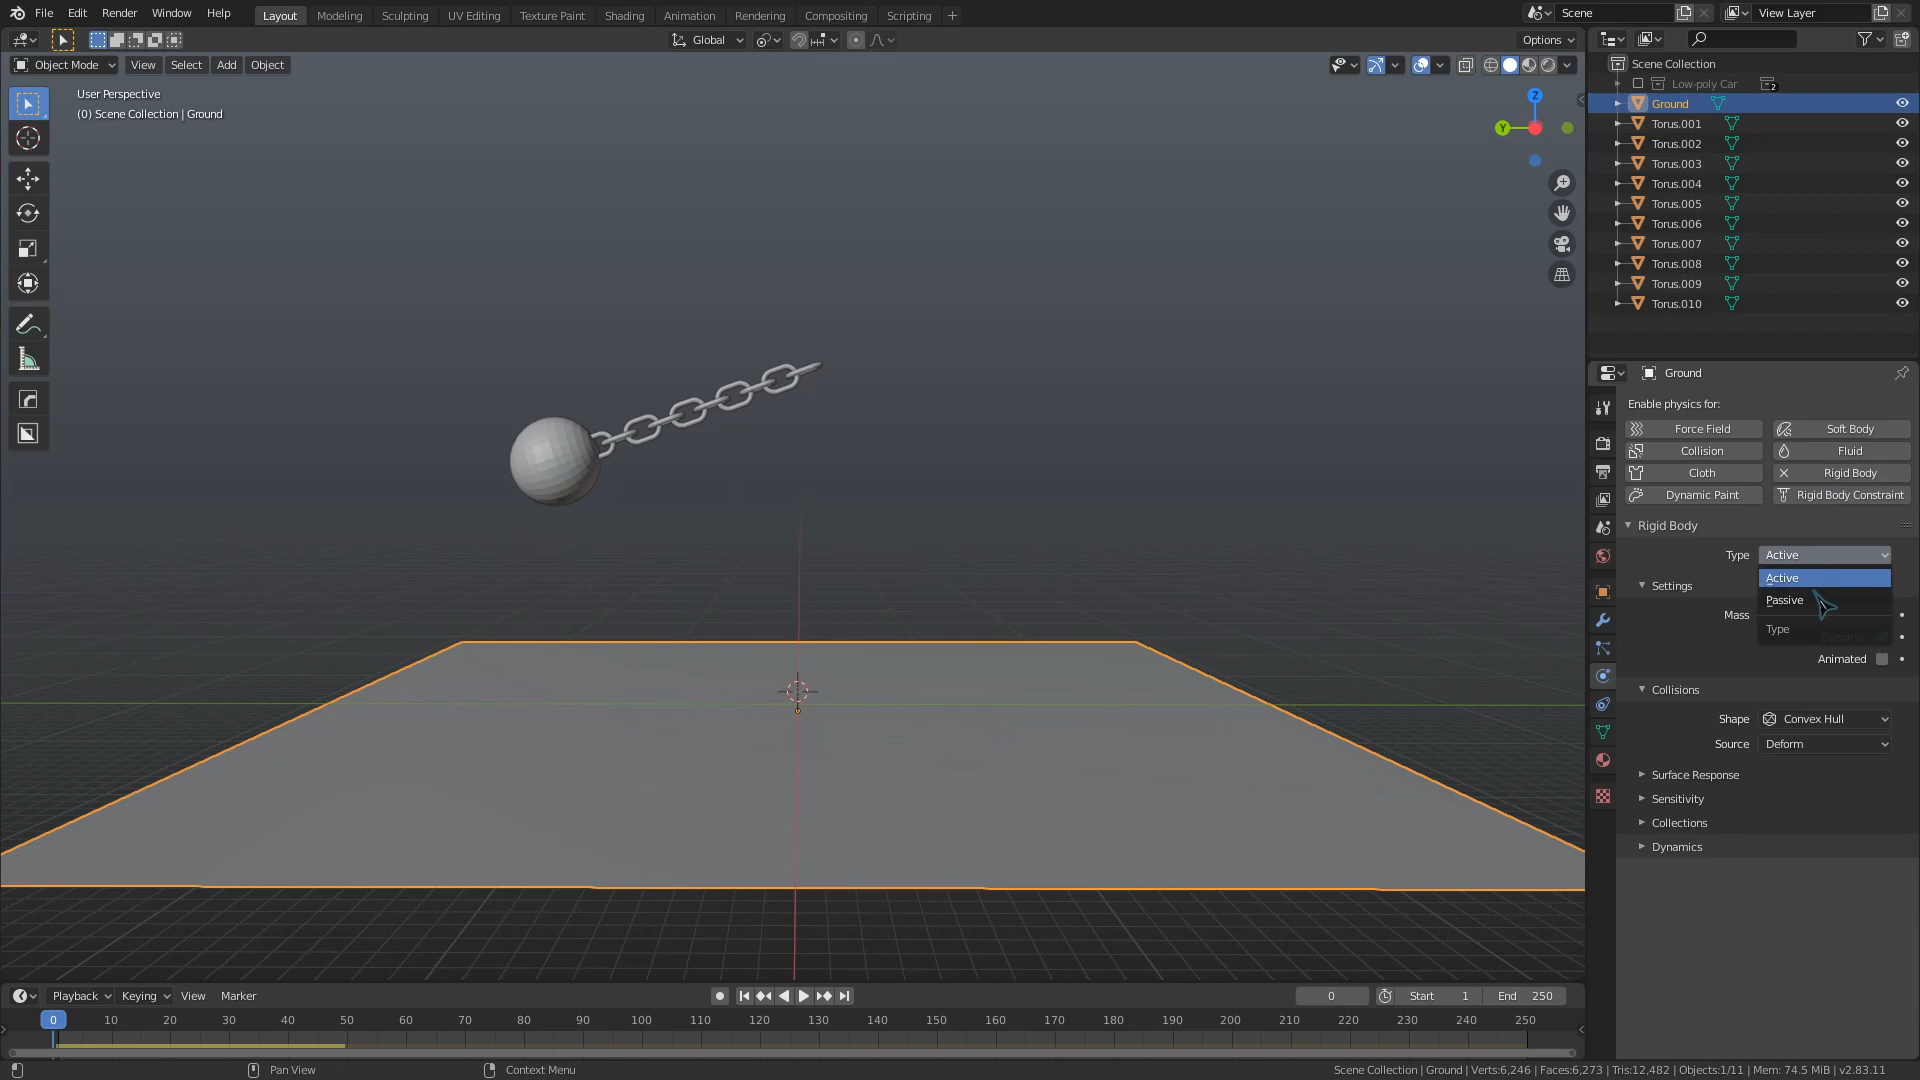 File Edit Render Window Help Layout Modeling Sculpting UV Editing Texture Paint Shading Animation Rendering Compositing Scripting + Scene View Layer
Global Options
Object Mode View Select Add Object
User Perspective
(0) Scene Collection | Ground
Z
Y
Scene Collection
Low-poly Car 2
Ground
Torus.001
Torus.002
Torus.003
Torus.004
Torus.005
Torus.006
Torus.007
Torus.008
Torus.009
Torus.010
Ground
Enable physics for:
Force Field Soft Body
Collision Fluid
Cloth Rigid Body
Dynamic Paint Rigid Body Constraint
Rigid Body
Type Active
Active
Settings
Passive
Mass
Type
Dynamic
Animated
Collisions
Shape Convex Hull
Source Deform
Surface Response
Sensitivity
Collections
Dynamics
Playback Keying View Marker 0 Start 1 End 250
0 10 20 30 40 50 60 70 80 90 100 110 120 130 140 150 160 170 180 190 200 210 220 230 240 250
Pan View Context Menu Scene Collection | Ground | Verts:6,246 | Faces:6,273 | Tris:12,482 | Objects:1/11 | Mem: 74.5 MiB | v2.83.11